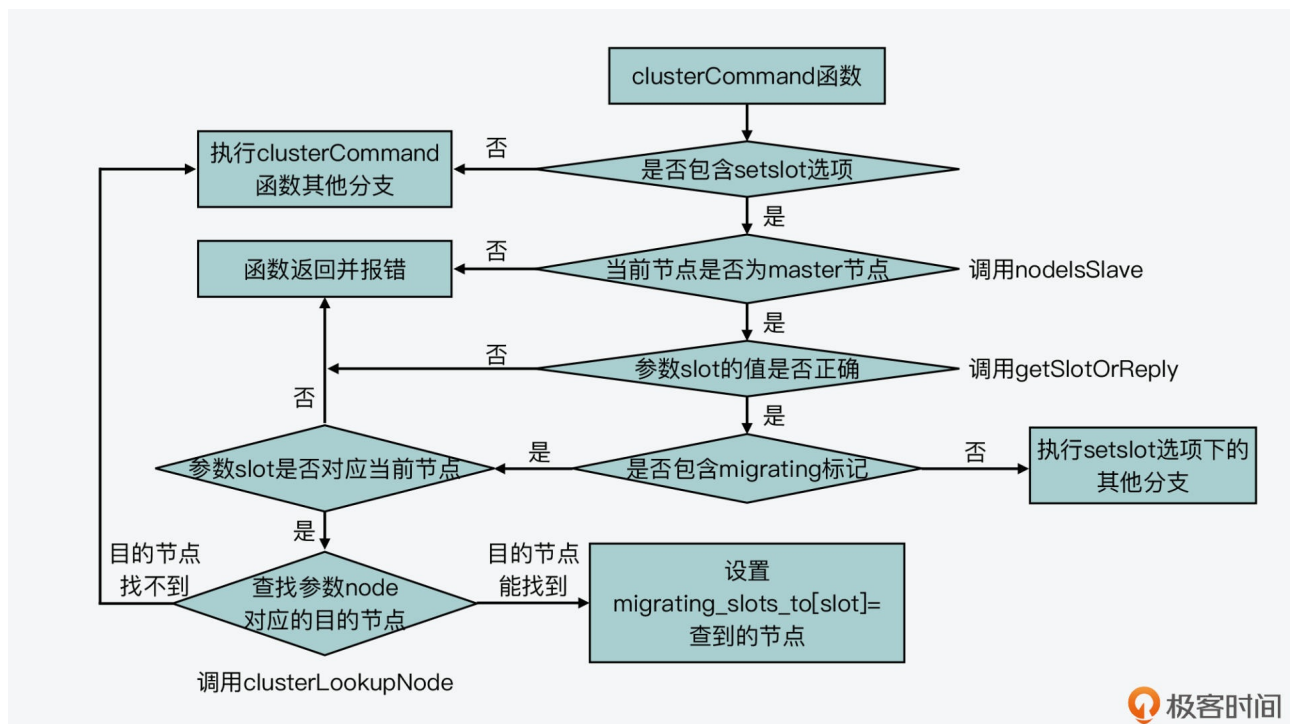 clusterCommand函数
执行clusterCommand
函数其他分支
否
是否包含setslot选项
是
函数返回并报错
否
当前节点是否为master节点
调用nodeIsSlave
是
否
参数slot的值是否正确
调用getSlotOrReply
否
是
参数slot是否对应当前节点
是
是否包含migrating标记
否
执行setslot选项下的
其他分支
是
目的节点
找不到
查找参数node
对应的目的节点
目的节点
能找到
设置
migrating_slots_to[slot]=
查到的节点
调用clusterLookupNode
极客时间